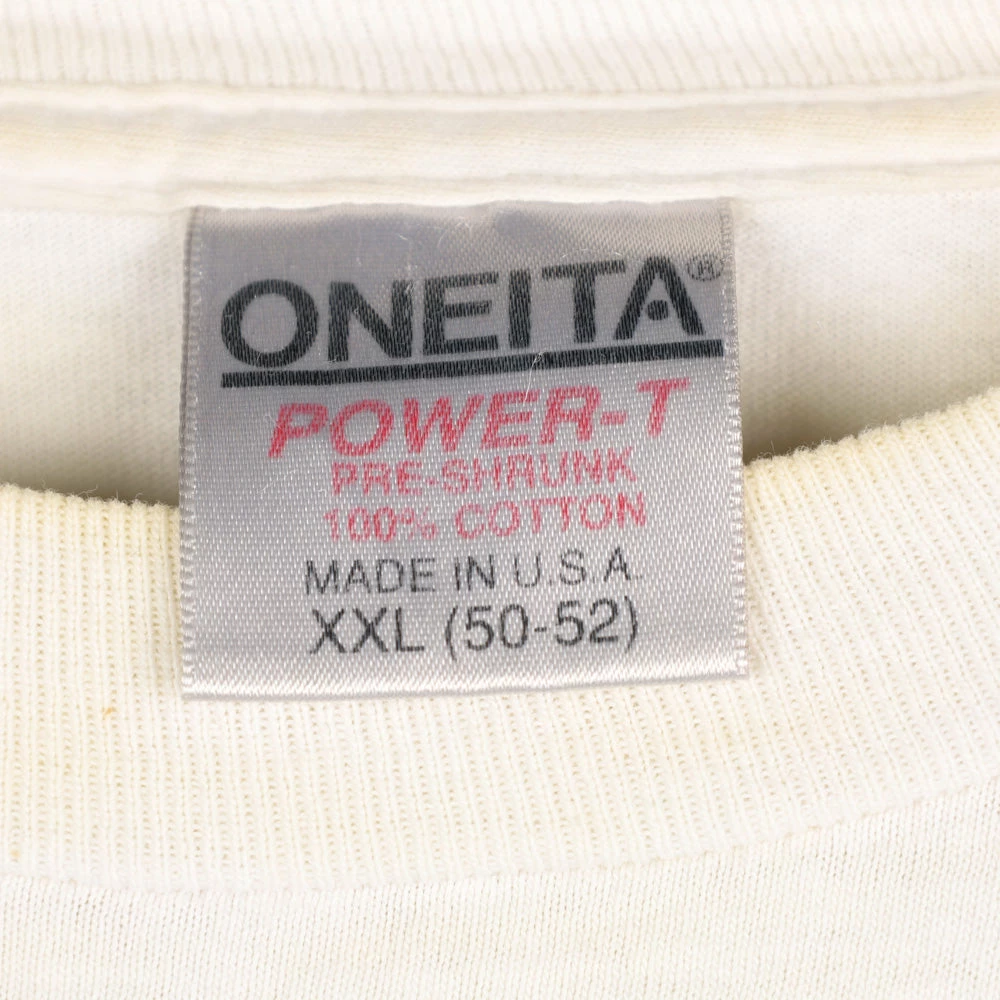 ONEITA®
POWER-T
PRE-SHRUNK
100% COTTON
MADE IN U.S.A.
XXL (50-52)